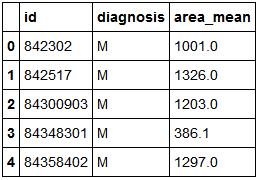 id diagnosis area_mean
0 842302 M 1001.0
1 842517 M 1326.0
2 84300903 M 1203.0
3 84348301 M 386.1
4 84358402 M 1297.0